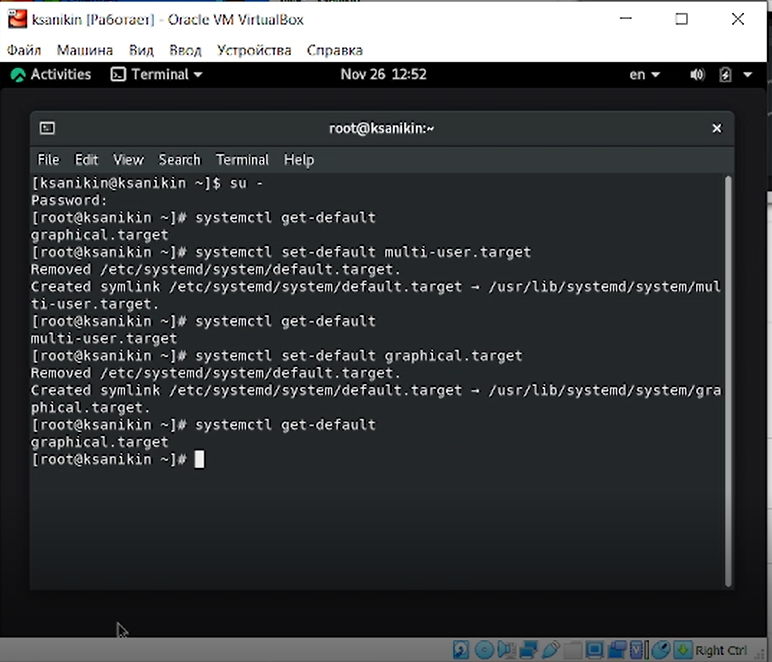 ksanikin [Работает] - Oracle VM VirtualBox
Файл Машина Вид Ввод Устройства Справка
Activities Terminal Nov 26 12:52 en
root@ksanikin:~
File Edit View Search Terminal Help
[ksanikin@ksanikin ~]$ su -
Password:
[root@ksanikin ~]# systemctl get-default
graphical.target
[root@ksanikin ~]# systemctl set-default multi-user.target
Removed /etc/systemd/system/default.target.
Created symlink /etc/systemd/system/default.target → /usr/lib/systemd/system/mul
ti-user.target.
[root@ksanikin ~]# systemctl get-default
multi-user.target
[root@ksanikin ~]# systemctl set-default graphical.target
Removed /etc/systemd/system/default.target.
Created symlink /etc/systemd/system/default.target → /usr/lib/systemd/system/gra
phical.target.
[root@ksanikin ~]# systemctl get-default
graphical.target
[root@ksanikin ~]#
Right Ctrl